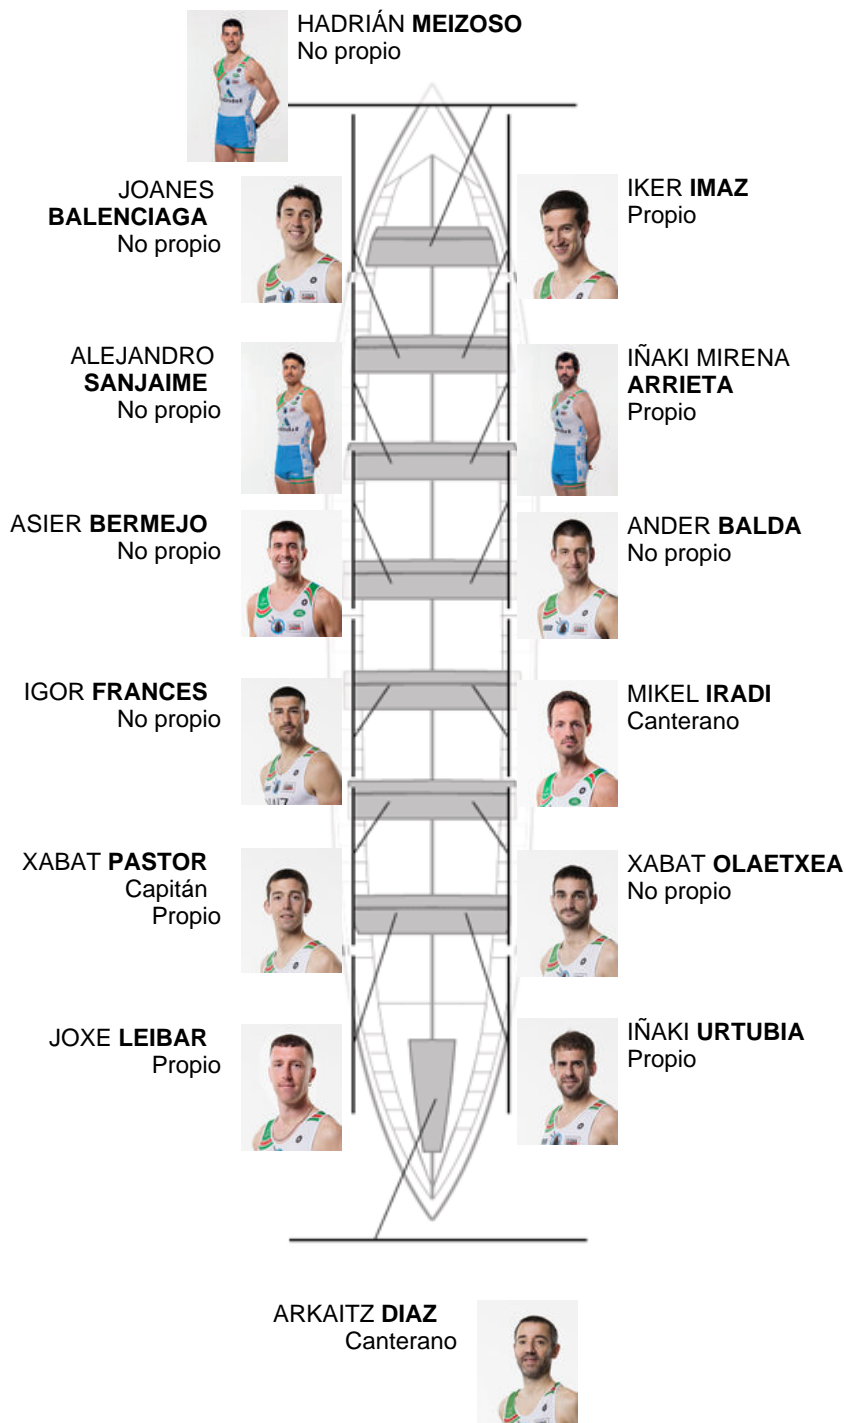 HADRIÁN MEIZOSO
No propio
JOANES
BALENCIAGA
No propio
IKER IMAZ
Propio
ALEJANDRO
SANJAIME
No propio
IÑAKI MIRENA
ARRIETA
Propio
ASIER BERMEJO
No propio
ANDER BALDA
No propio
IGOR FRANCES
No propio
MIKEL IRADI
Canterano
XABAT PASTOR
Capitán
Propio
XABAT OLAETXEA
No propio
JOXE LEIBAR
Propio
IÑAKI URTUBIA
Propio
ARKAITZ DIAZ
Canterano